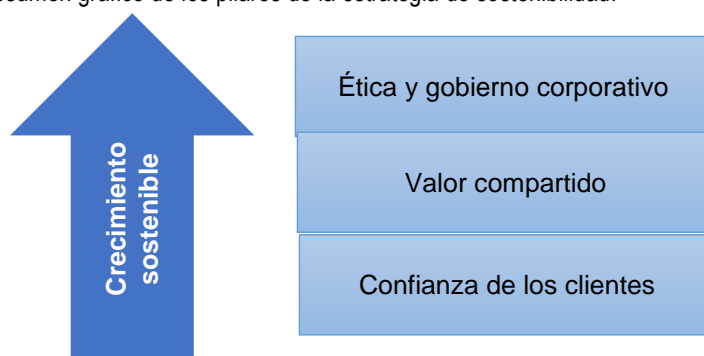 gráfico de los pilares de la estrategia de sostenibilidad.
Ética y gobierno corporativo
Crecimiento
sostenible
Valor compartido
Confianza de los clientes